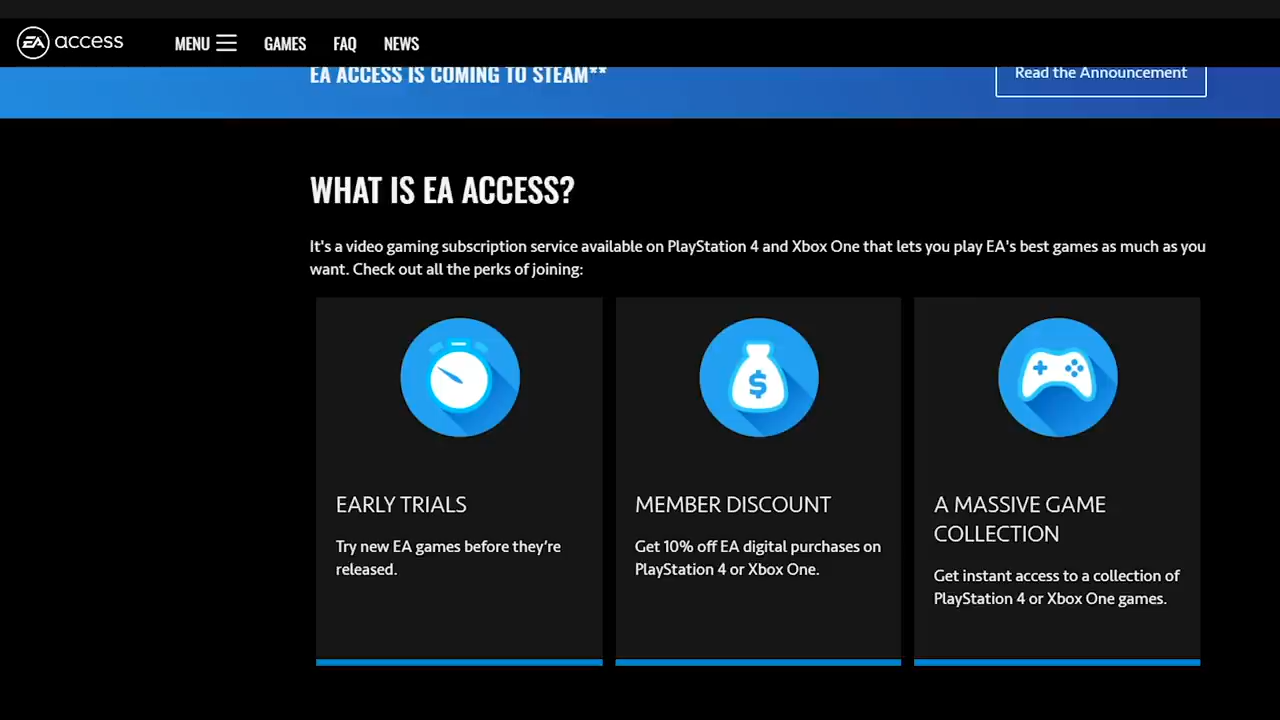 EA access MENU GAMES FAQ NEWS
EA ACCESS IS COMING TO STEAM** Read the Announcement
WHAT IS EA ACCESS?
It's a video gaming subscription service available on PlayStation 4 and Xbox One that lets you play EA's best games as much as you
want. Check out all the perks of joining:
$
EARLY TRIALS
Try new EA games before they're
released.
MEMBER DISCOUNT
Get 10% off EA digital purchases on
PlayStation 4 or Xbox One.
A MASSIVE GAME
COLLECTION
Get instant access to a collection of
PlayStation 4 or Xbox One games.